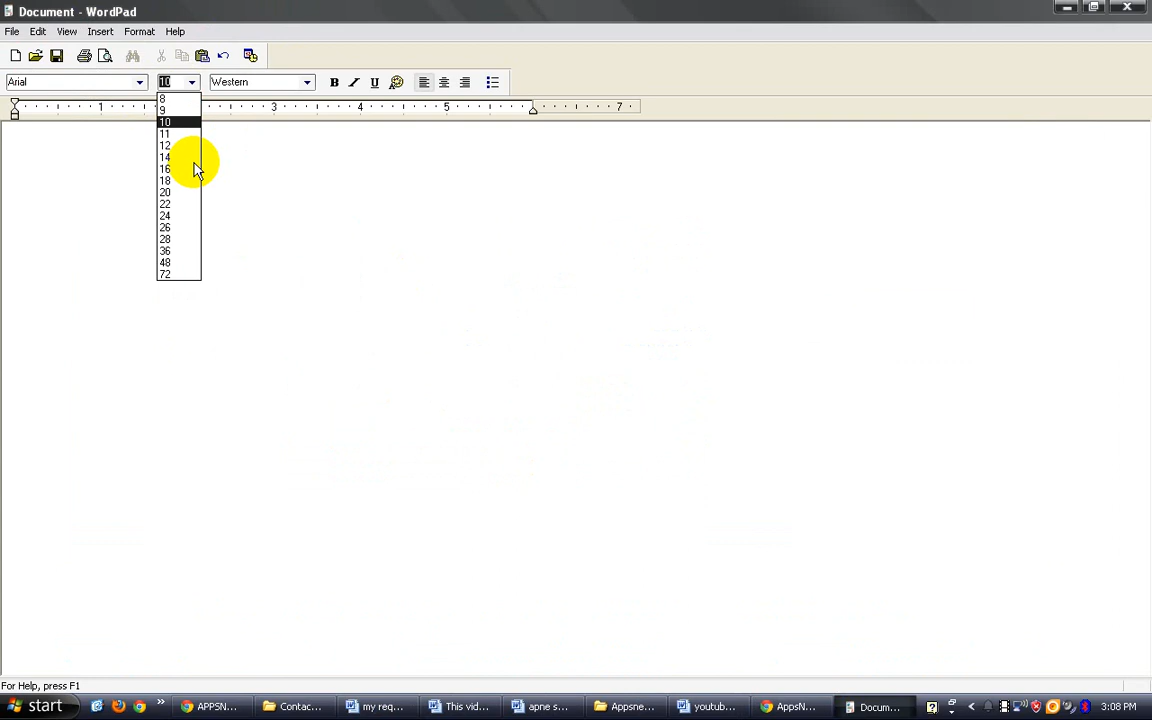 Document - WordPad
File Edit View Insert Format Help
Arial 10 Western B I U
1 3 4 5 7
8
9
10
11
12
14
16
18
20
22
24
26
28
36
48
72
For Help, press F1
start APPSN... Contac... my req... This vid... apne s... Appsne... youtub... AppsN... Docum... 3:08 PM